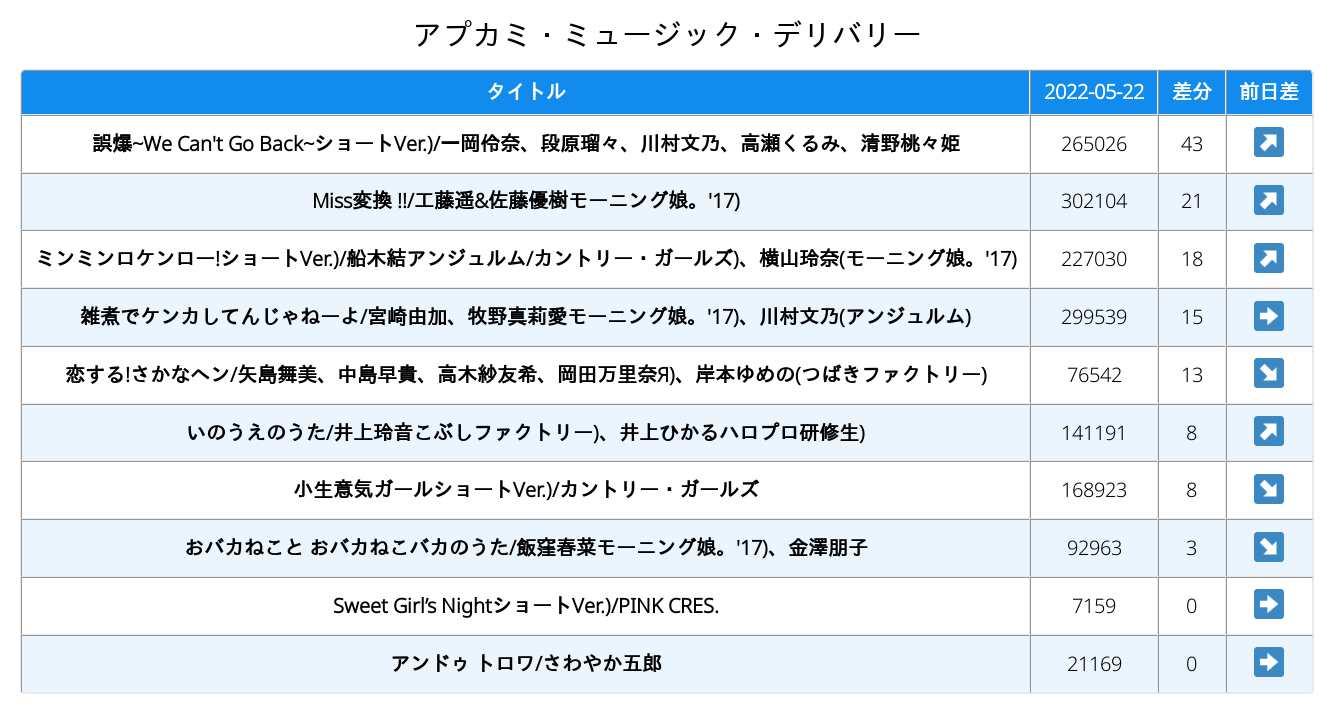 アプカミ・ミュージック・デリバリー
タイトル 2022-05-22 差分 前日差
誤爆~We Can't Go Back~ショートVer.)/一岡伶奈、段原瑠々、川村文乃、高瀬くるみ、清野桃々姫 265026 43
Miss変換 !!/工藤遥&佐藤優樹モーニング娘。'17) 302104 21
ミンミンロケンロー!ショートVer.)/船木結アンジュルム/カントリー・ガールズ)、横山玲奈(モーニング娘。'17) 227030 18
雑煮でケンカしてんじゃねーよ/宮崎由加、牧野真莉愛モーニング娘。'17)、川村文乃(アンジュルム) 299539 15
恋する!さかなヘン/矢島舞美、中島早貴、高木紗友希、岡田万里奈Я)、岸本ゆめの(つばきファクトリー) 76542 13
いのうえのうた/井上玲音こぶしファクトリー)、井上ひかるハロプロ研修生) 141191 8
小生意気ガールショートVer.)/カントリー・ガールズ 168923 8
おバカねこと おバカねこバカのうた/飯窪春菜モーニング娘。'17)、金澤朋子 92963 3
Sweet Girl’s NightショートVer.)/PINK CRES. 7159 0
アンドゥ トロワ/さわやか五郎 21169 0